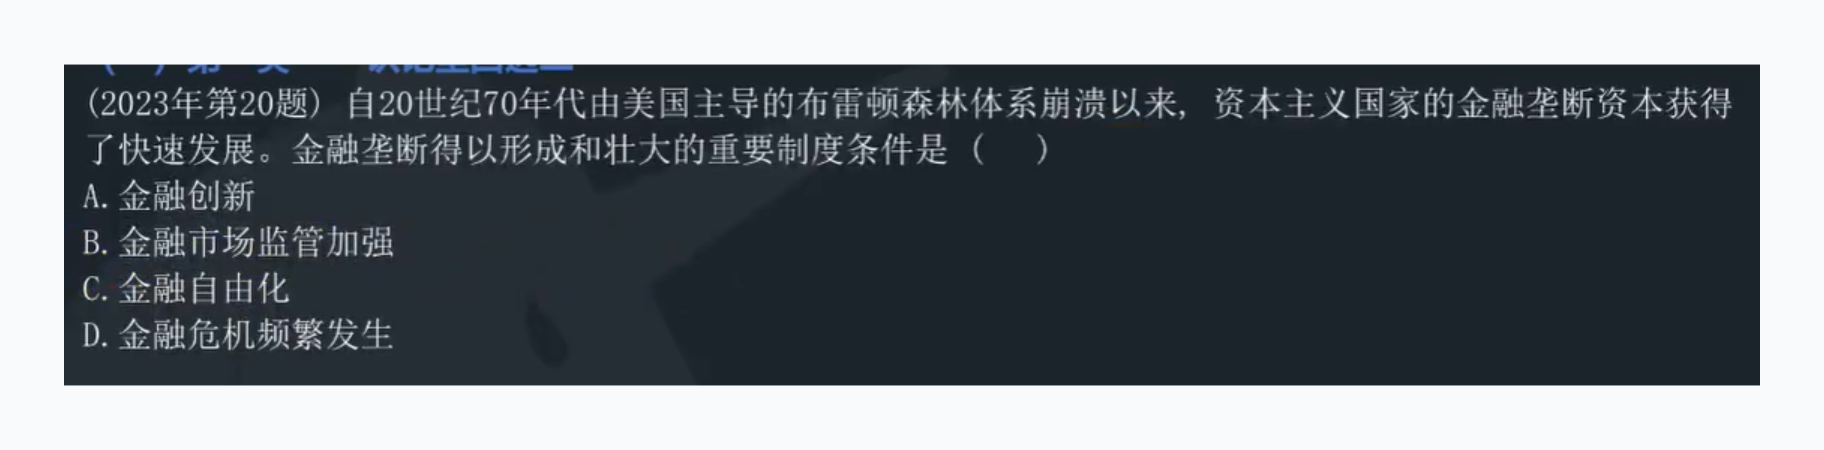 (2023年第20题) 自20世纪70年代由美国主导的布雷顿森林体系崩溃以来, 资本主义国家的金融垄断资本获得
了快速发展。金融垄断得以形成和壮大的重要制度条件是 (    )
A. 金融创新
B. 金融市场监管加强
C. 金融自由化
D. 金融危机频繁发生